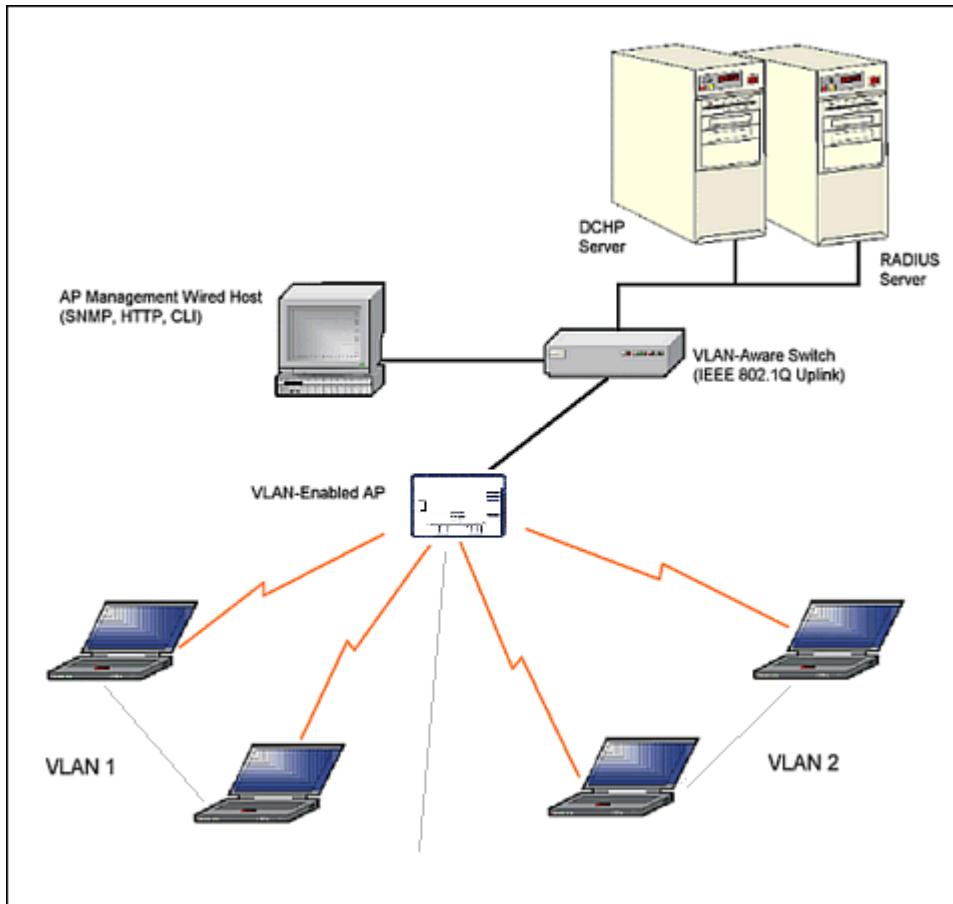 DCHP
Server
RADIUS
Server
AP Management Wired Host
(SNMP, HTTP, CLI)
VLAN-Aware Switch
(IEEE 802.1Q Uplink)
VLAN-Enabled AP
VLAN 1
VLAN 2